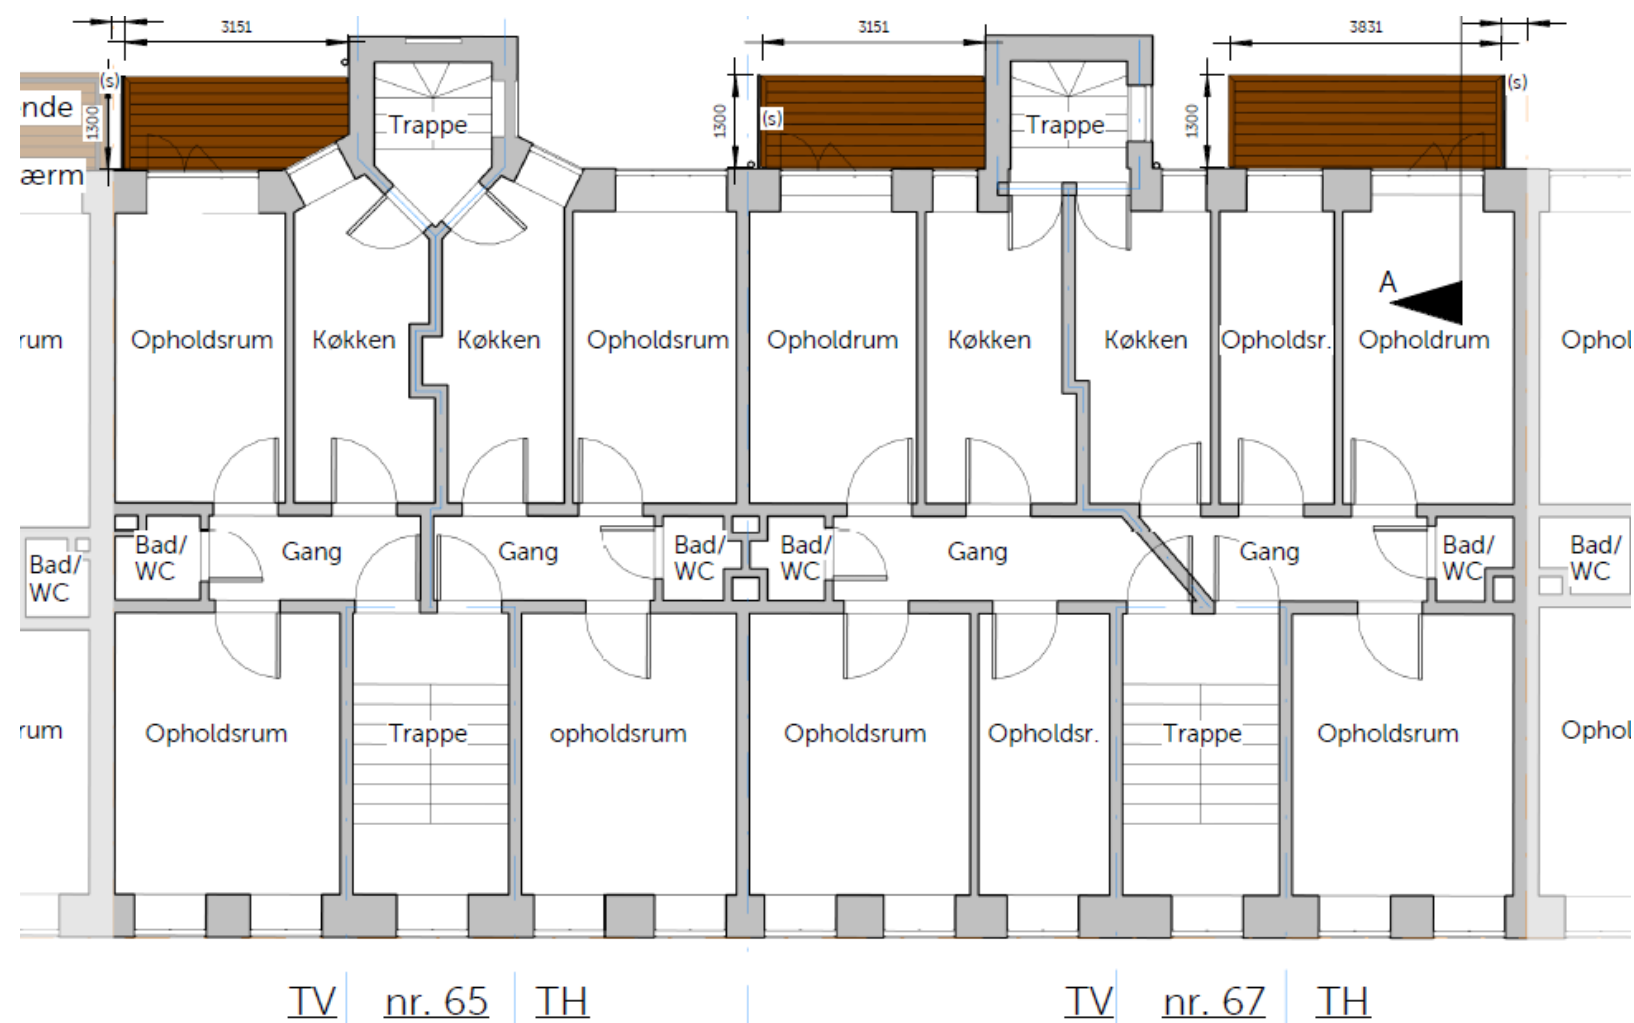 3151
3151
3831
(s)
(s)
(s)
1300
1300
1300
ende
ærm
Trappe
Trappe
A
rum
Opholdsrum
Køkken
Køkken
Opholdsrum
Opholdrum
Køkken
Køkken
Opholdsr.
Opholdrum
Ophol
Bad/
WC
Bad/
WC
Gang
Gang
Bad/
WC
Bad/
WC
Gang
Gang
Bad/
WC
Bad/
WC
rum
Opholdsrum
Trappe
opholdsrum
Opholdsrum
Opholdsr.
Trappe
Opholdsrum
Ophol
TV nr. 65 TH
TV nr. 67 TH